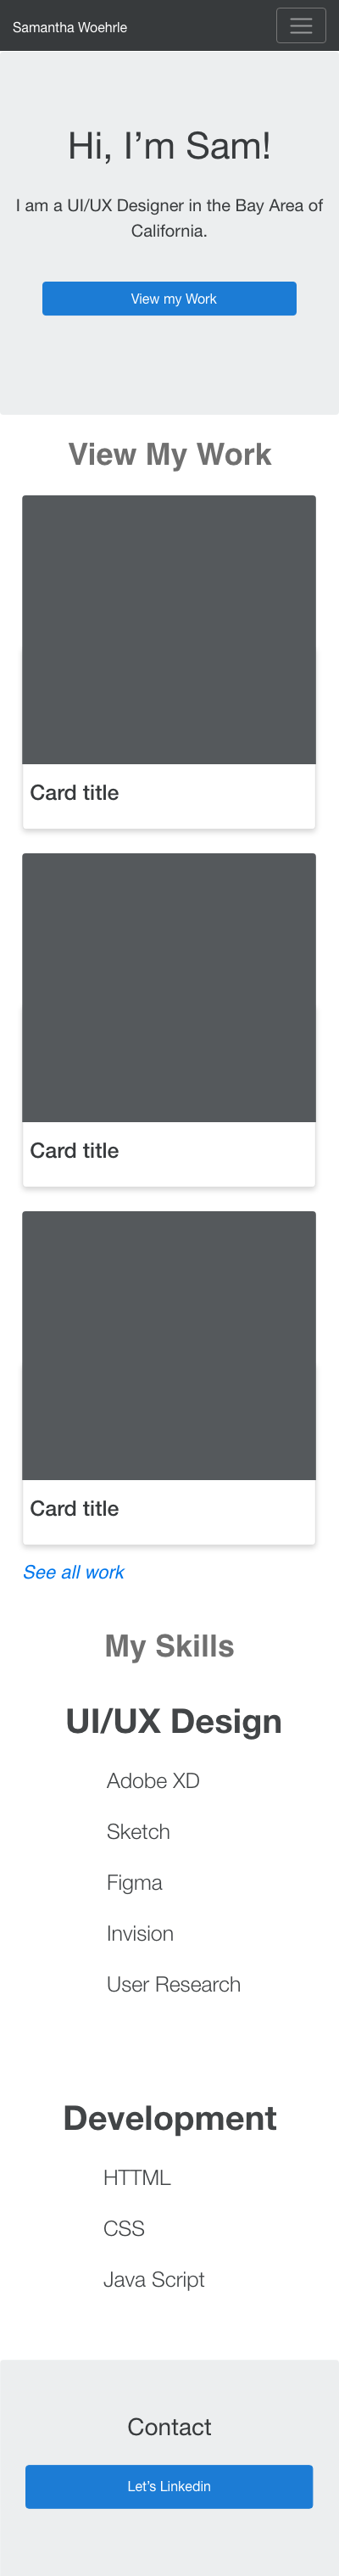 Samantha Woehrle
Hi, I’m Sam!
I am a UI/UX Designer in the Bay Area of
California.
View my Work
View My Work
Card title
Card title
Card title
See all work
My Skills
UI/UX Design
Adobe XD
Sketch
Figma
Invision
User Research
Development
HTTML
CSS
Java Script
Contact
Let’s Linkedin